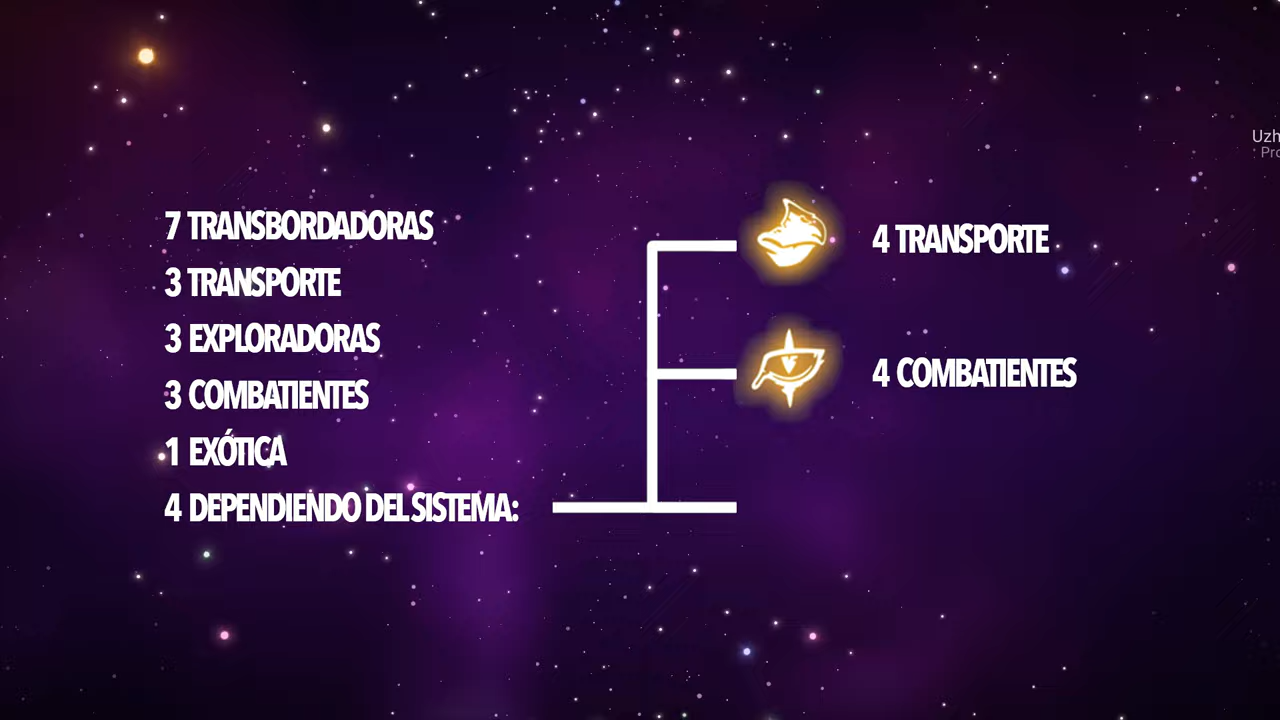 7 TRANSBORDADORAS
3 TRANSPORTE
3 EXPLORADORAS
3 COMBATIENTES
1 EXÓTICA
4 DEPENDIENDO DEL SISTEMA:
4 TRANSPORTE
4 COMBATIENTES